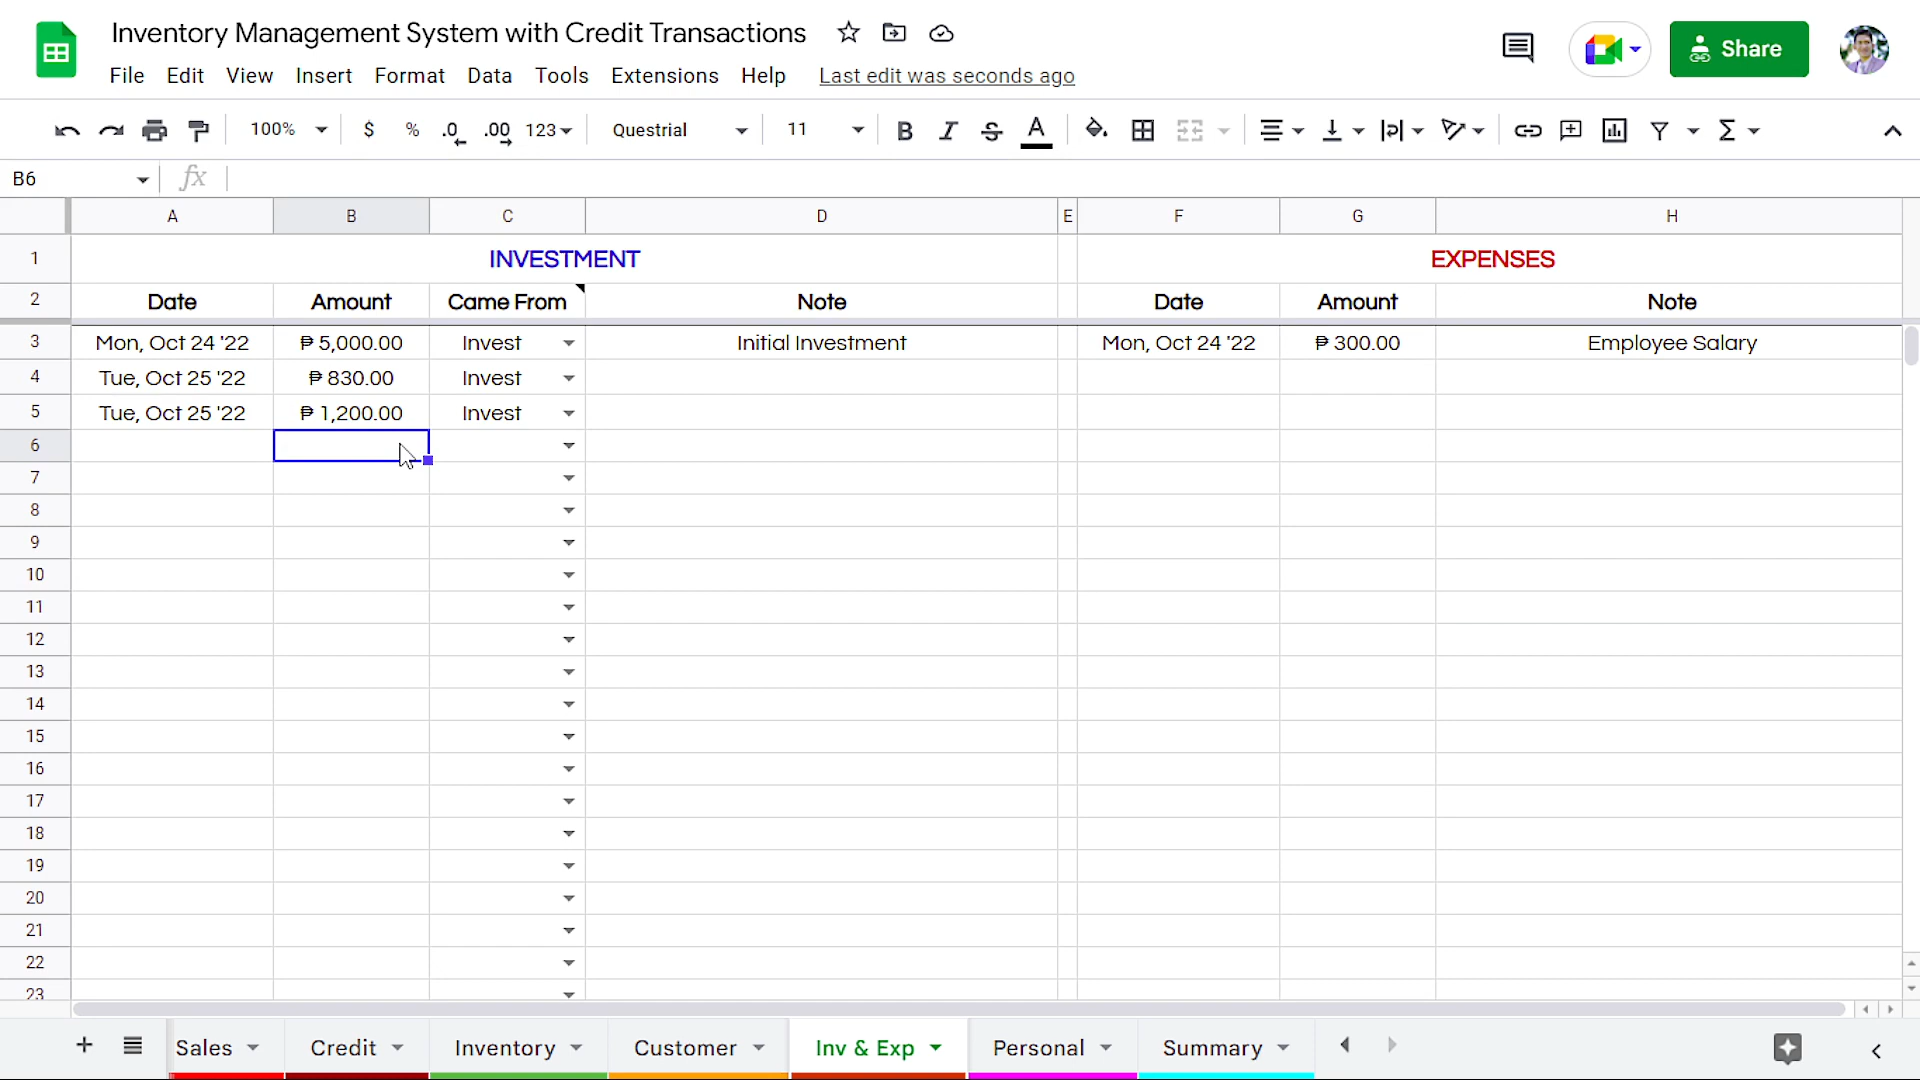 Inventory Management System with Credit Transactions
File Edit View Insert Format Data Tools Extensions Help Last edit was seconds ago
Share
100% $ % .0 .00 123 Questrial 11 B I S A
B6 fx
A B C D E F G H
1 INVESTMENT EXPENSES
2 Date Amount Came From Note Date Amount Note
3 Mon, Oct 24 '22 ₱ 5,000.00 Invest Initial Investment Mon, Oct 24 '22 ₱ 300.00 Employee Salary
4 Tue, Oct 25 '22 ₱ 830.00 Invest
5 Tue, Oct 25 '22 ₱ 1,200.00 Invest
6
7
8
9
10
11
12
13
14
15
16
17
18
19
20
21
22
23
Sales Credit Inventory Customer Inv & Exp Personal Summary